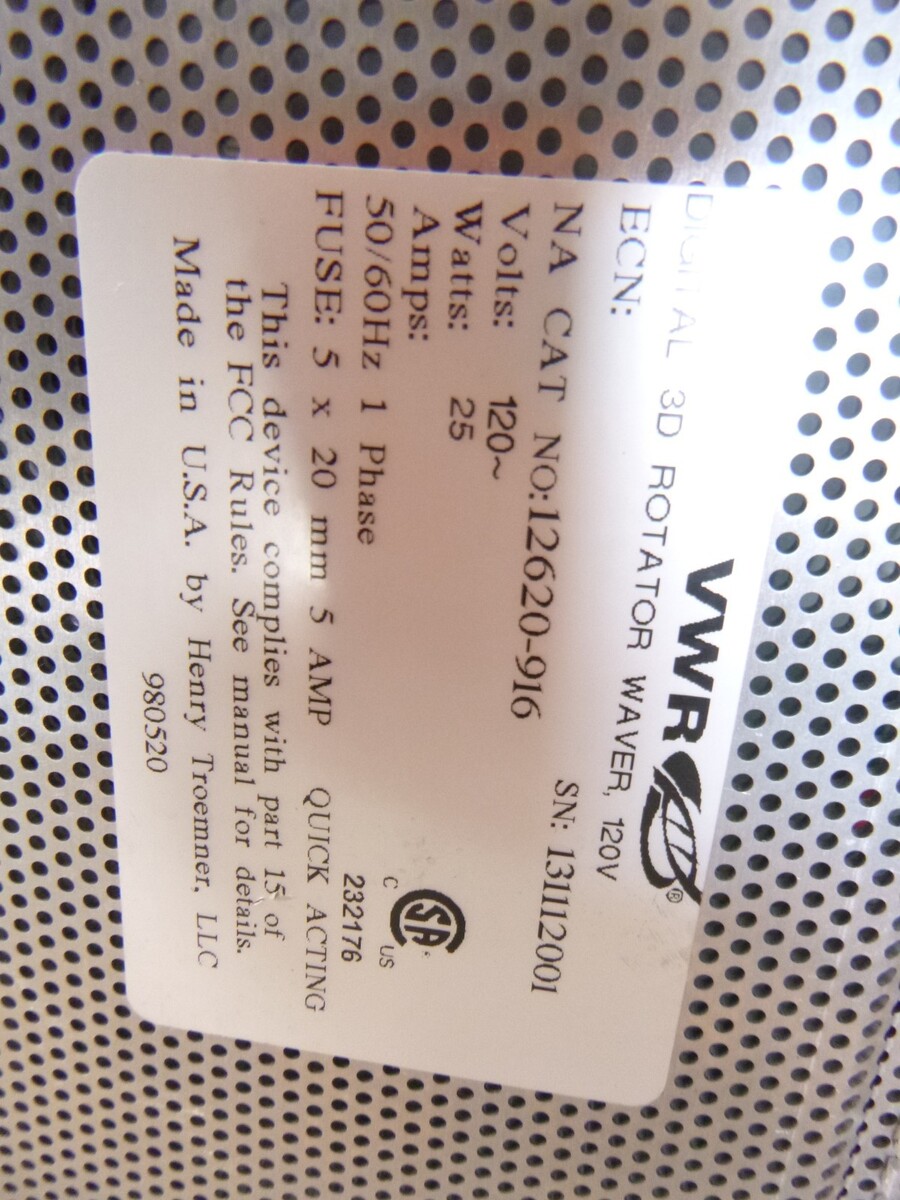 VWR®
DIGITAL 3D ROTATOR WAVER, 120V
ECN:
NA CAT NO:12620-916 SN: 131112001
Volts: 120~
Watts: 25
Amps:
50/60Hz 1 Phase
FUSE: 5 x 20 mm 5 AMP QUICK ACTING
SA
C US
232176
This device complies with part 15 of
the FCC Rules. See manual for details.
Made in U.S.A. by Henry Troemner, LLC
980520